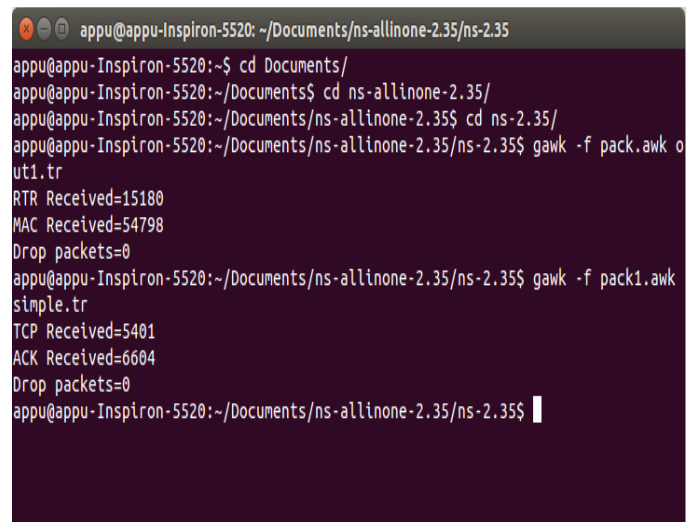 appu@appu-Inspiron-5520: ~/Documents/ns-allinone-2.35/ns-2.35
appu@appu-Inspiron-5520:~$ cd Documents/
appu@appu-Inspiron-5520:~/Documents$ cd ns-allinone-2.35/
appu@appu-Inspiron-5520:~/Documents/ns-allinone-2.35$ cd ns-2.35/
appu@appu-Inspiron-5520:~/Documents/ns-allinone-2.35/ns-2.35$ gawk -f pack.awk o
ut1.tr
RTR Received=15180
MAC Received=54798
Drop packets=0
appu@appu-Inspiron-5520:~/Documents/ns-allinone-2.35/ns-2.35$ gawk -f pack1.awk
simple.tr
TCP Received=5401
ACK Received=6604
Drop packets=0
appu@appu-Inspiron-5520:~/Documents/ns-allinone-2.35/ns-2.35$